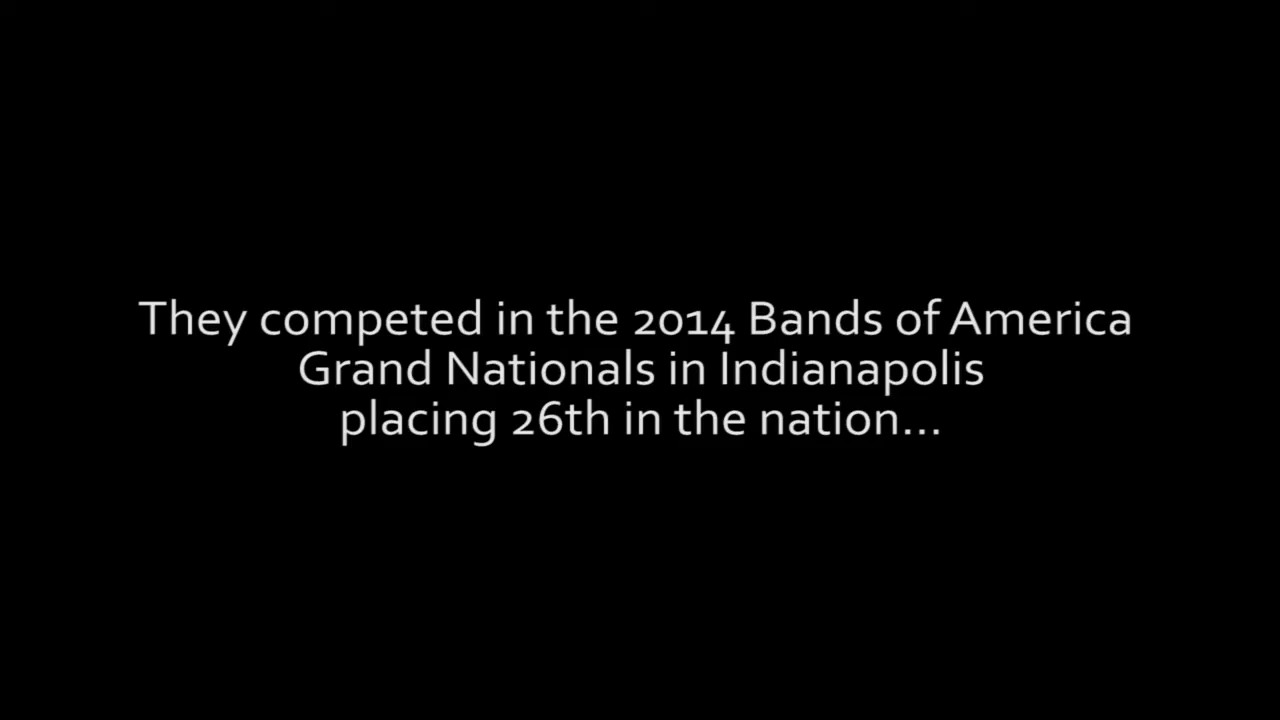 They competed in the 2014 Bands of America
Grand Nationals in Indianapolis
placing 26th in the nation...